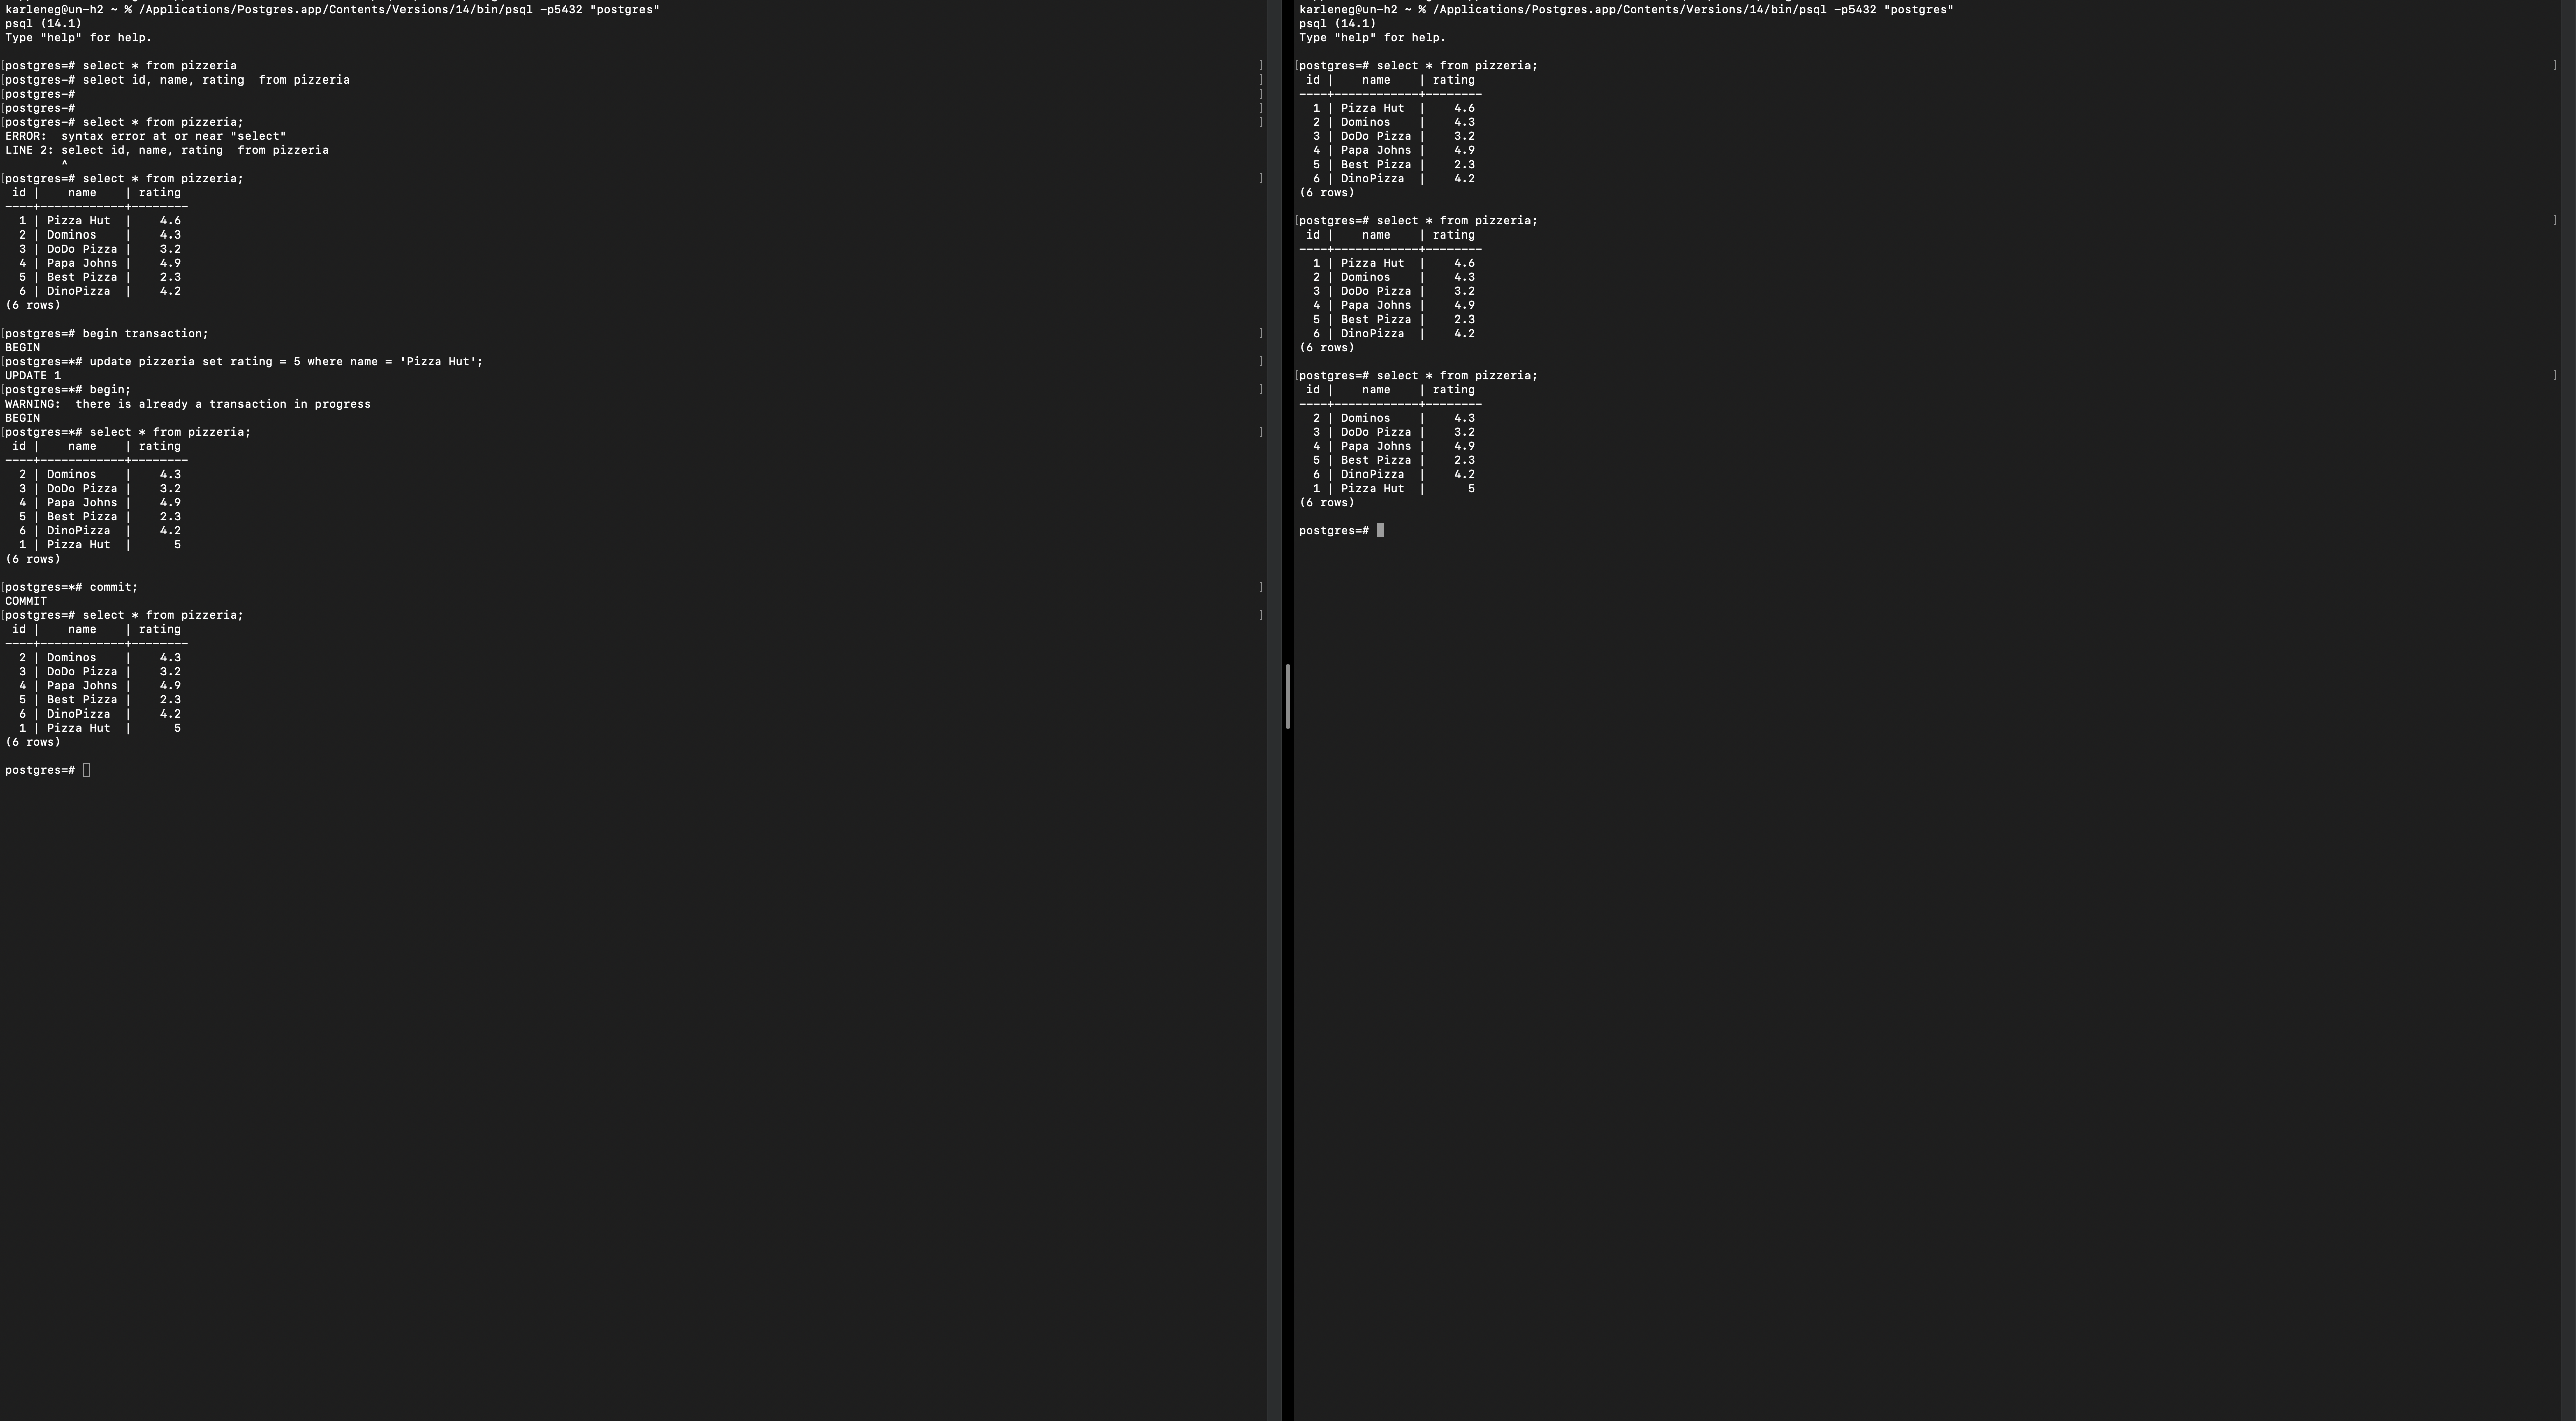 karleneg@un-h2 ~ % /Applications/Postgres.app/Contents/Versions/14/bin/psql -p5432 "postgres"
psql (14.1)
Type "help" for help.
[postgres=# select * from pizzeria ]
[postgres-# select id, name, rating  from pizzeria ]
[postgres-# ]
[postgres-# ]
[postgres-# select * from pizzeria; ]
ERROR:  syntax error at or near "select"
LINE 2: select id, name, rating  from pizzeria
        ^
[postgres=# select * from pizzeria; ]
 id |    name    | rating
----+------------+--------
  1 | Pizza Hut  |    4.6
  2 | Dominos    |    4.3
  3 | DoDo Pizza |    3.2
  4 | Papa Johns |    4.9
  5 | Best Pizza |    2.3
  6 | DinoPizza  |    4.2
(6 rows)
[postgres=# begin transaction; ]
BEGIN
[postgres=*# update pizzeria set rating = 5 where name = 'Pizza Hut'; ]
UPDATE 1
[postgres=*# begin; ]
WARNING:  there is already a transaction in progress
BEGIN
[postgres=*# select * from pizzeria; ]
 id |    name    | rating
----+------------+--------
  2 | Dominos    |    4.3
  3 | DoDo Pizza |    3.2
  4 | Papa Johns |    4.9
  5 | Best Pizza |    2.3
  6 | DinoPizza  |    4.2
  1 | Pizza Hut  |      5
(6 rows)
[postgres=*# commit; ]
COMMIT
[postgres=# select * from pizzeria; ]
 id |    name    | rating
----+------------+--------
  2 | Dominos    |    4.3
  3 | DoDo Pizza |    3.2
  4 | Papa Johns |    4.9
  5 | Best Pizza |    2.3
  6 | DinoPizza  |    4.2
  1 | Pizza Hut  |      5
(6 rows)
postgres=#
karleneg@un-h2 ~ % /Applications/Postgres.app/Contents/Versions/14/bin/psql -p5432 "postgres"
psql (14.1)
Type "help" for help.
[postgres=# select * from pizzeria; ]
 id |    name    | rating
----+------------+--------
  1 | Pizza Hut  |    4.6
  2 | Dominos    |    4.3
  3 | DoDo Pizza |    3.2
  4 | Papa Johns |    4.9
  5 | Best Pizza |    2.3
  6 | DinoPizza  |    4.2
(6 rows)
[postgres=# select * from pizzeria; ]
 id |    name    | rating
----+------------+--------
  1 | Pizza Hut  |    4.6
  2 | Dominos    |    4.3
  3 | DoDo Pizza |    3.2
  4 | Papa Johns |    4.9
  5 | Best Pizza |    2.3
  6 | DinoPizza  |    4.2
(6 rows)
[postgres=# select * from pizzeria; ]
 id |    name    | rating
----+------------+--------
  2 | Dominos    |    4.3
  3 | DoDo Pizza |    3.2
  4 | Papa Johns |    4.9
  5 | Best Pizza |    2.3
  6 | DinoPizza  |    4.2
  1 | Pizza Hut  |      5
(6 rows)
postgres=#